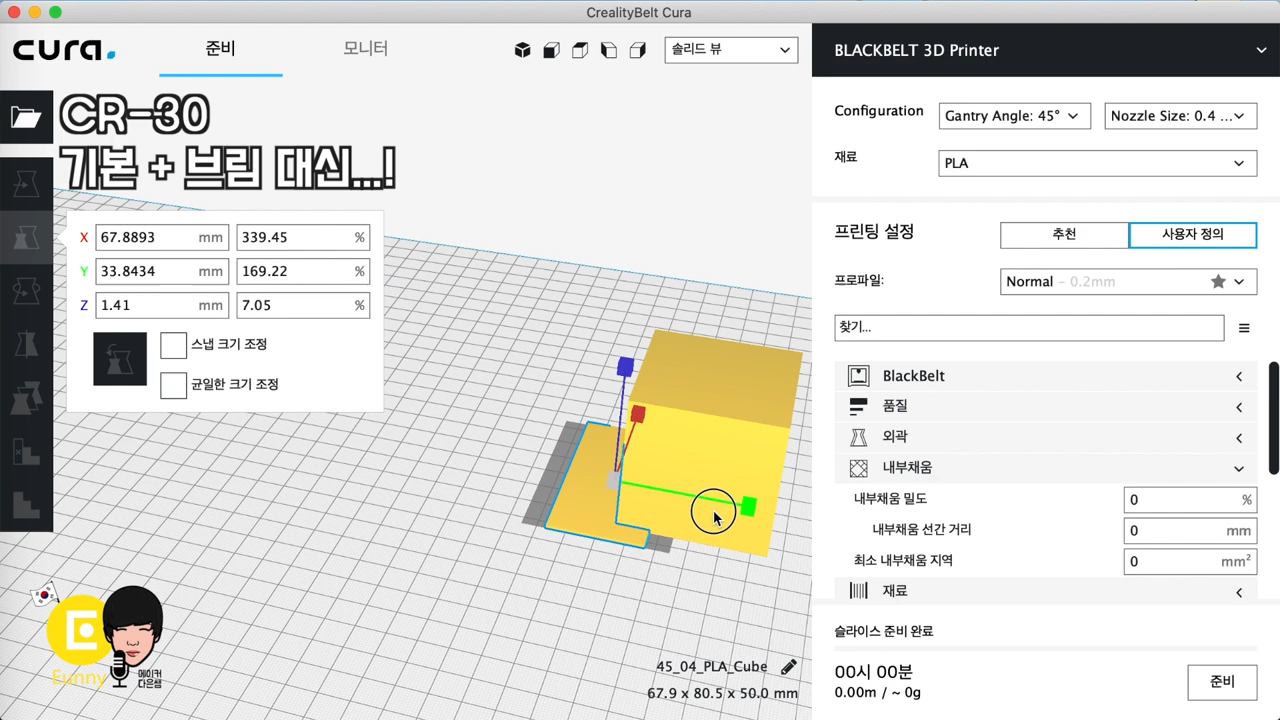 CrealityBelt Cura
cura.
준비
모니터
솔리드 뷰
BLACKBELT 3D Printer
CR-30
기본 + 브림 대신...!
Configuration
Gantry Angle: 45°
Nozzle Size: 0.4 ...
재료
PLA
X 67.8893 mm 339.45 %
Y 33.8434 mm 169.22 %
Z 1.41 mm 7.05 %
스냅 크기 조정
균일한 크기 조정
프린팅 설정
추천
사용자 정의
프로파일:
Normal – 0.2mm
찾기...
BlackBelt
품질
외곽
내부채움
내부채움 밀도
0 %
내부채움 선간 거리
0 mm
최소 내부채움 지역
0 mm²
재료
슬라이스 준비 완료
00시 00분
0.00m / ~ 0g
준비
45_04_PLA_Cube
67.9 x 80.5 x 50.0 mm
E
Eunny
메이커
다은쌤